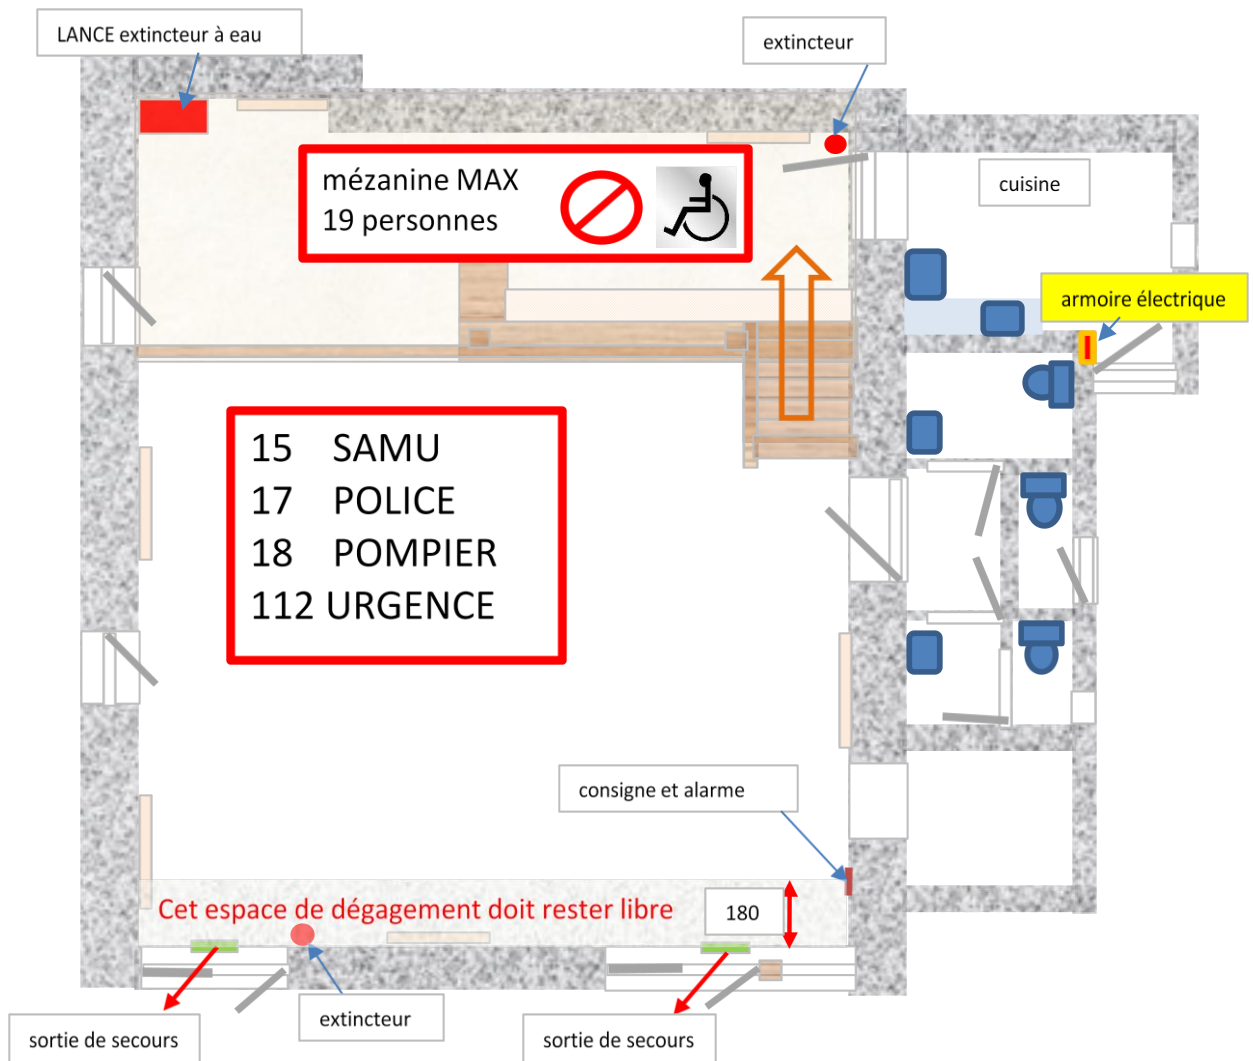 LANCE extincteur à eau
extincteur
mézanine MAX
19 personnes
cuisine
armoire électrique
15 SAMU
17 POLICE
18 POMPIER
112 URGENCE
consigne et alarme
Cet espace de dégagement doit rester libre
180
extincteur
sortie de secours
sortie de secours